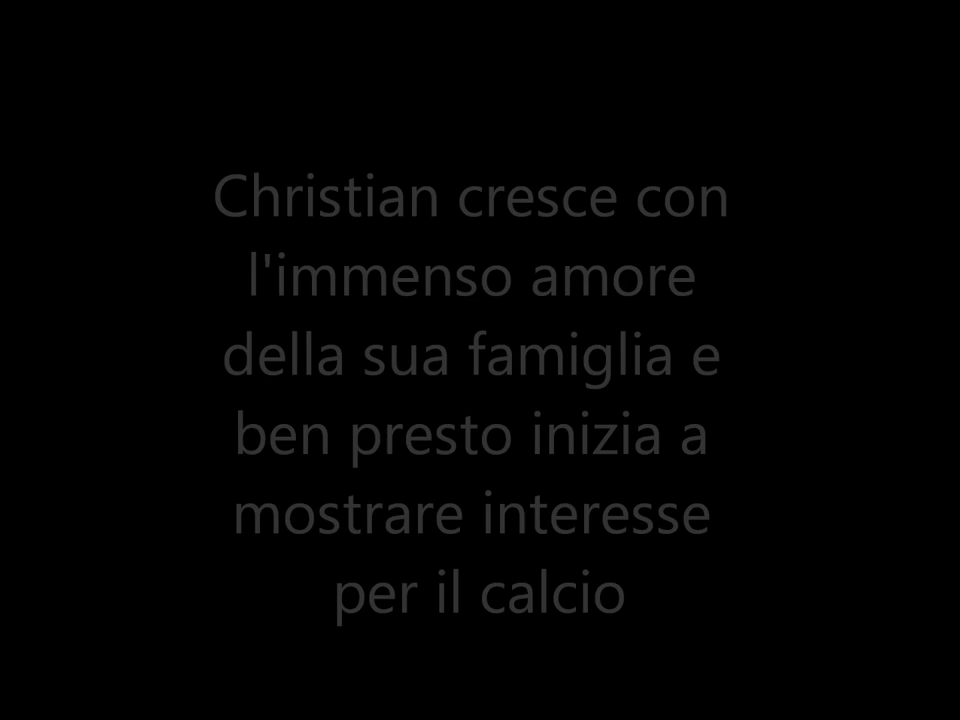 Christian cresce con
l'immenso amore
della sua famiglia e
ben presto inizia a
mostrare interesse
per il calcio